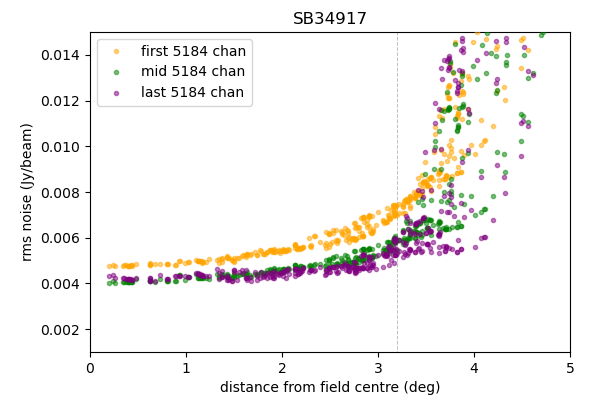 SB34917
first 5184 chan
mid 5184 chan
last 5184 chan
rms noise (Jy/beam)
0.014
0.012
0.010
0.008
0.006
0.004
0.002
0 1 2 3 4 5
distance from field centre (deg)